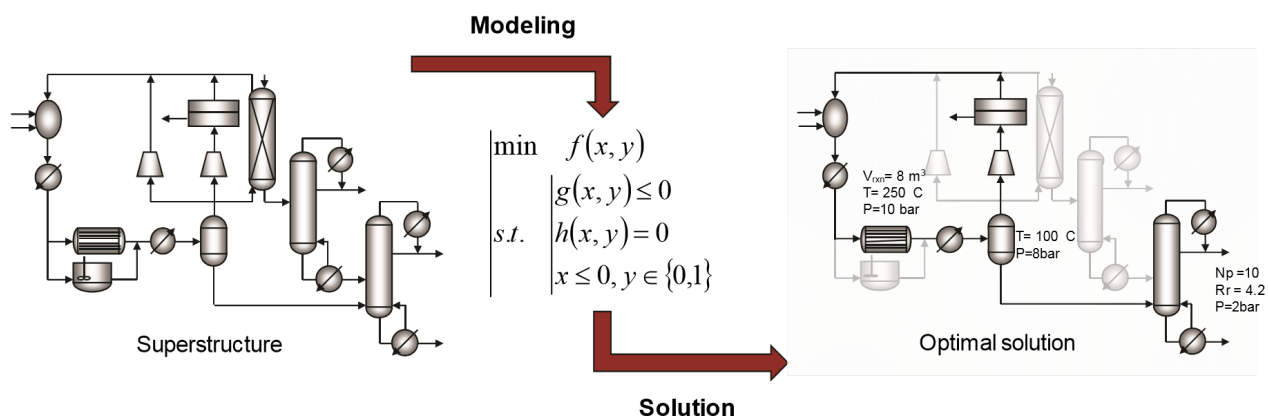 Modeling
min f(x, y)
g(x, y) ≤ 0
s.t. h(x, y) = 0
x ≤ 0, y ∈ {0,1}
Superstructure
Vrxn= 8 m³
T= 250 C
P=10 bar
T= 100 C
P=8bar
Np =10
Rr = 4.2
P=2bar
Optimal solution
Solution